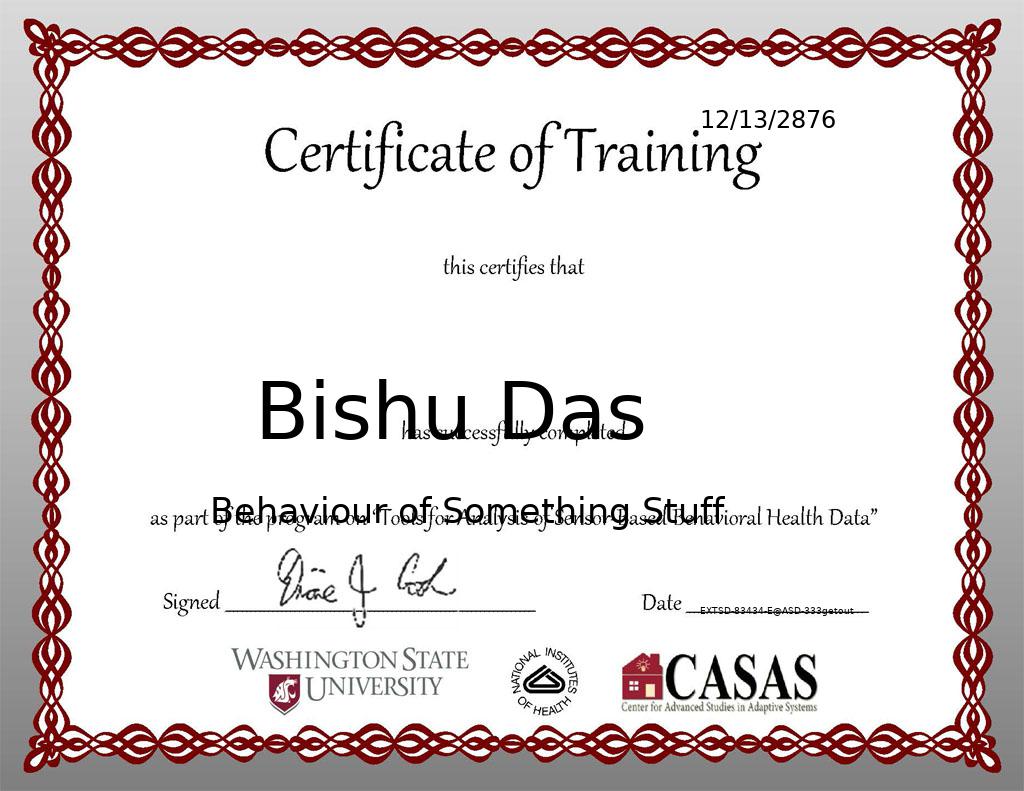 12/13/2876
Certificate of Training
this certifies that
Bishu Das
has successfully completed
Behaviour of Something Stuff
as part of the program on “Tools for Analysis of Sensor-Based Behavioral Health Data”
Signed
Date EXTSD-83434-E@ASD-333getout
WASHINGTON STATE
UNIVERSITY
NATIONAL INSTITUTES
OF HEALTH
CASAS
Center for Advanced Studies in Adaptive Systems